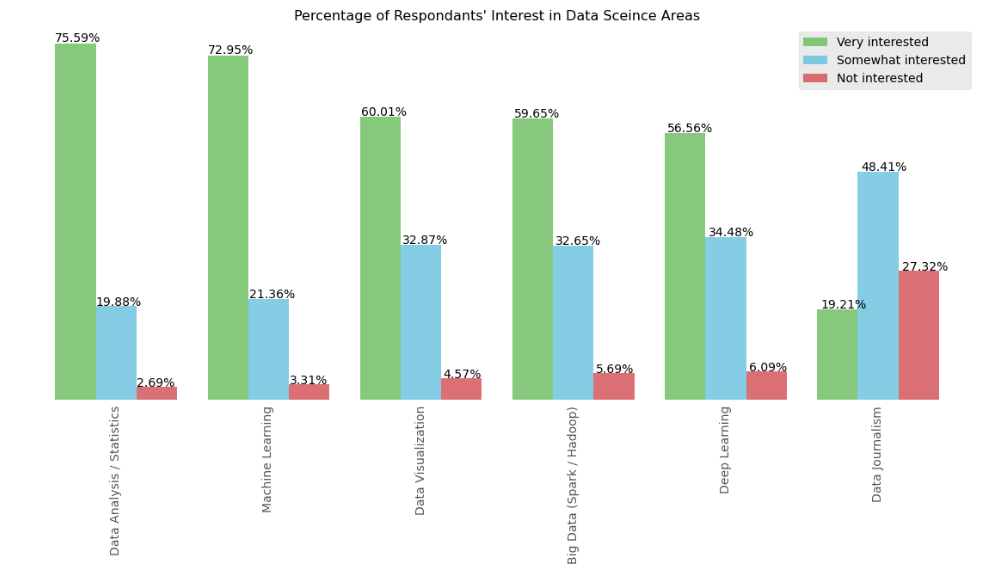 Percentage of Respondants' Interest in Data Sceince Areas
Very interested
Somewhat interested
Not interested
75.59%
19.88%
2.69%
72.95%
21.36%
3.31%
60.01%
32.87%
4.57%
59.65%
32.65%
5.69%
56.56%
34.48%
6.09%
19.21%
48.41%
27.32%
Data Analysis / Statistics
Machine Learning
Data Visualization
Big Data (Spark / Hadoop)
Deep Learning
Data Journalism